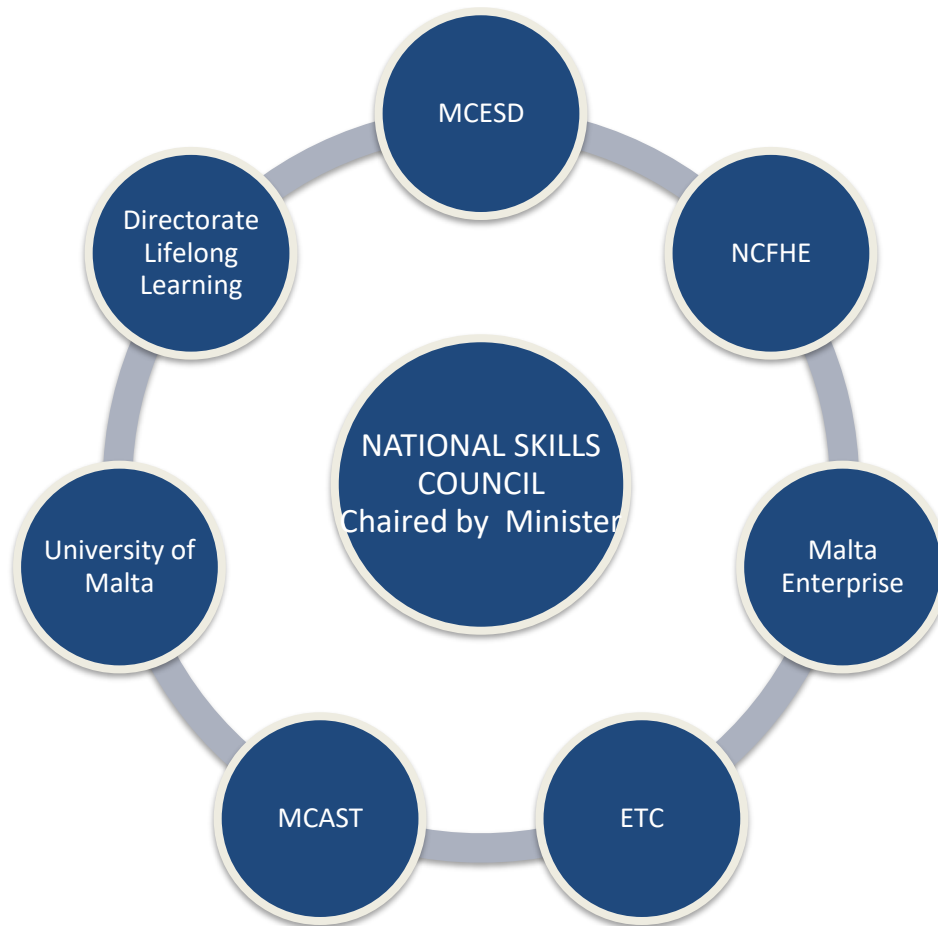 MCESD
NCFHE
Malta
Enterprise
ETC
MCAST
University of
Malta
Directorate
Lifelong
Learning
NATIONAL SKILLS
COUNCIL
Chaired by Minister